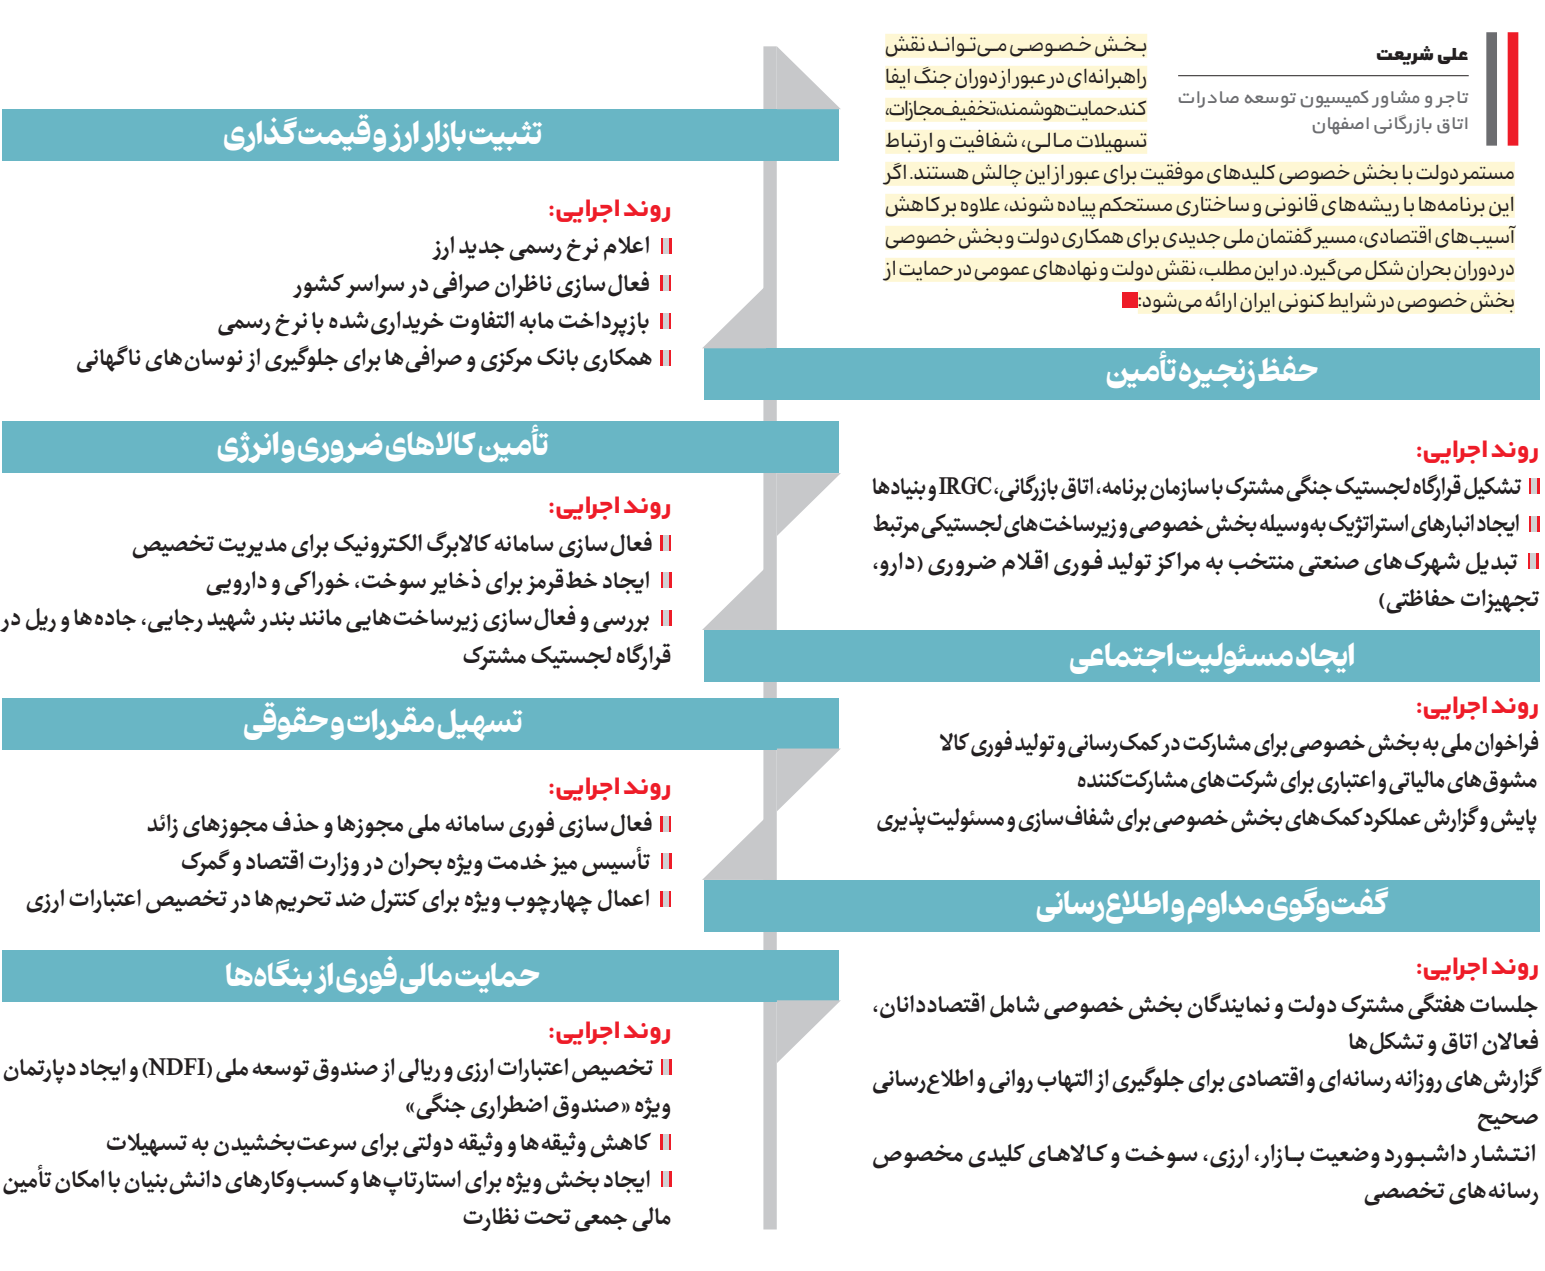 علی شریعت
تاجر و مشاور کمیسیون توسعه صادرات
اتاق بازرگانی اصفهان
بخش خصوصی می‌تواند نقش
راهبرانه‌ای در عبور از دوران جنگ ایفا
کند. حمایت هوشمند، تخفیف مجازات،
تسهیلات مالی، شفافیت و ارتباط
مستمر دولت با بخش خصوصی کلیدهای موفقیت برای عبور از این چالش هستند. اگر
این برنامه‌ها با ریشه‌های قانونی و ساختاری مستحکم پیاده شوند، علاوه بر کاهش
آسیب‌های اقتصادی، مسیر گفتمان ملی جدیدی برای همکاری دولت و بخش خصوصی
در دوران بحران شکل می‌گیرد. در این مطلب، نقش دولت و نهادهای عمومی در حمایت از
بخش خصوصی در شرایط کنونی ایران ارائه می‌شود:
حفظ زنجیره تأمین
روند اجرایی:
تشکیل قرارگاه لجستیک جنگی مشترک با سازمان برنامه، اتاق بازرگانی، IRGC و بنیادها
ایجاد انبارهای استراتژیک به‌وسیله بخش خصوصی و زیرساخت‌های لجستیکی مرتبط
تبدیل شهرک‌های صنعتی منتخب به مراکز تولید فوری اقلام ضروری (دارو،
تجهیزات حفاظتی)
ایجاد مسئولیت اجتماعی
روند اجرایی:
فراخوان ملی به بخش خصوصی برای مشارکت در کمک‌رسانی و تولید فوری کالا
مشوق‌های مالیاتی و اعتباری برای شرکت‌های مشارکت‌کننده
پایش و گزارش عملکرد کمک‌های بخش خصوصی برای شفاف‌سازی و مسئولیت‌پذیری
گفت‌وگوی مداوم و اطلاع‌رسانی
روند اجرایی:
جلسات هفتگی مشترک دولت و نمایندگان بخش خصوصی شامل اقتصاددانان،
فعالان اتاق و تشکل‌ها
گزارش‌های روزانه رسانه‌ای و اقتصادی برای جلوگیری از التهاب روانی و اطلاع‌رسانی
صحیح
انتشار داشبورد وضعیت بازار، ارزی، سوخت و کالاهای کلیدی مخصوص
رسانه‌های تخصصی
تثبیت بازار ارز و قیمت‌گذاری
روند اجرایی:
اعلام نرخ رسمی جدید ارز
فعال‌سازی ناظران صرافی در سراسر کشور
بازپرداخت مابه التفاوت خریداری‌شده با نرخ رسمی
همکاری بانک مرکزی و صرافی‌ها برای جلوگیری از نوسان‌های ناگهانی
تأمین کالاهای ضروری و انرژی
روند اجرایی:
فعال‌سازی سامانه کالابرگ الکترونیک برای مدیریت تخصیص
ایجاد خط‌قرمز برای ذخایر سوخت، خوراکی و دارویی
بررسی و فعال‌سازی زیرساخت‌هایی مانند بندر شهید رجایی، جاده‌ها و ریل در
قرارگاه لجستیک مشترک
تسهیل مقررات و حقوقی
روند اجرایی:
فعال‌سازی فوری سامانه ملی مجوزها و حذف مجوزهای زائد
تأسیس میز خدمت ویژه بحران در وزارت اقتصاد و گمرک
اعمال چهارچوب ویژه برای کنترل ضد تحریم‌ها در تخصیص اعتبارات ارزی
حمایت مالی فوری از بنگاه‌ها
روند اجرایی:
تخصیص اعتبارات ارزی و ریالی از صندوق توسعه ملی (NDFI) و ایجاد دپارتمان
ویژه «صندوق اضطراری جنگی»
کاهش وثیقه‌ها و وثیقه دولتی برای سرعت‌بخشیدن به تسهیلات
ایجاد بخش ویژه برای استارتاپ‌ها و کسب‌وکارهای دانش‌بنیان با امکان تأمین
مالی جمعی تحت نظارت